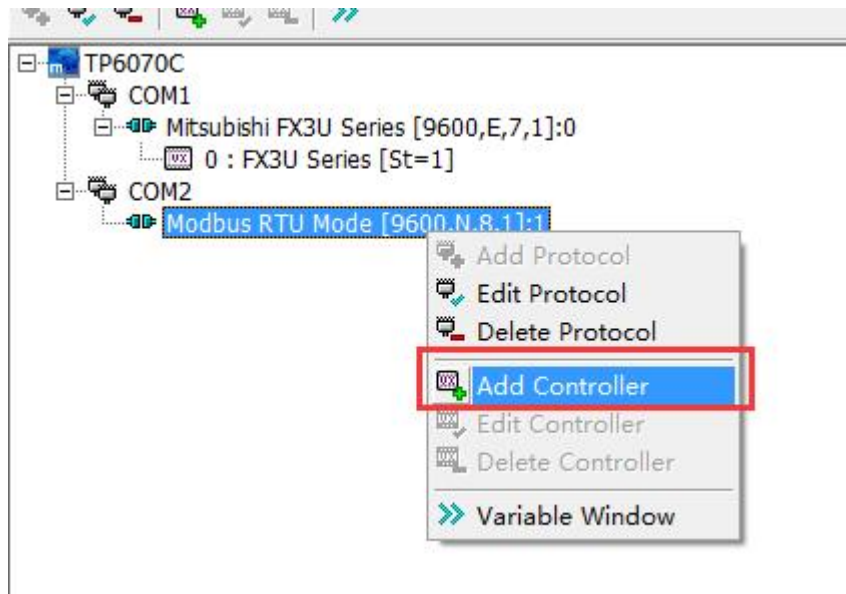 TP6070C
COM1
Mitsubishi FX3U Series [9600,E,7,1]:0
0 : FX3U Series [St=1]
COM2
Modbus RTU Mode [9600,N,8,1]:1
Add Protocol
Edit Protocol
Delete Protocol
Add Controller
Edit Controller
Delete Controller
Variable Window